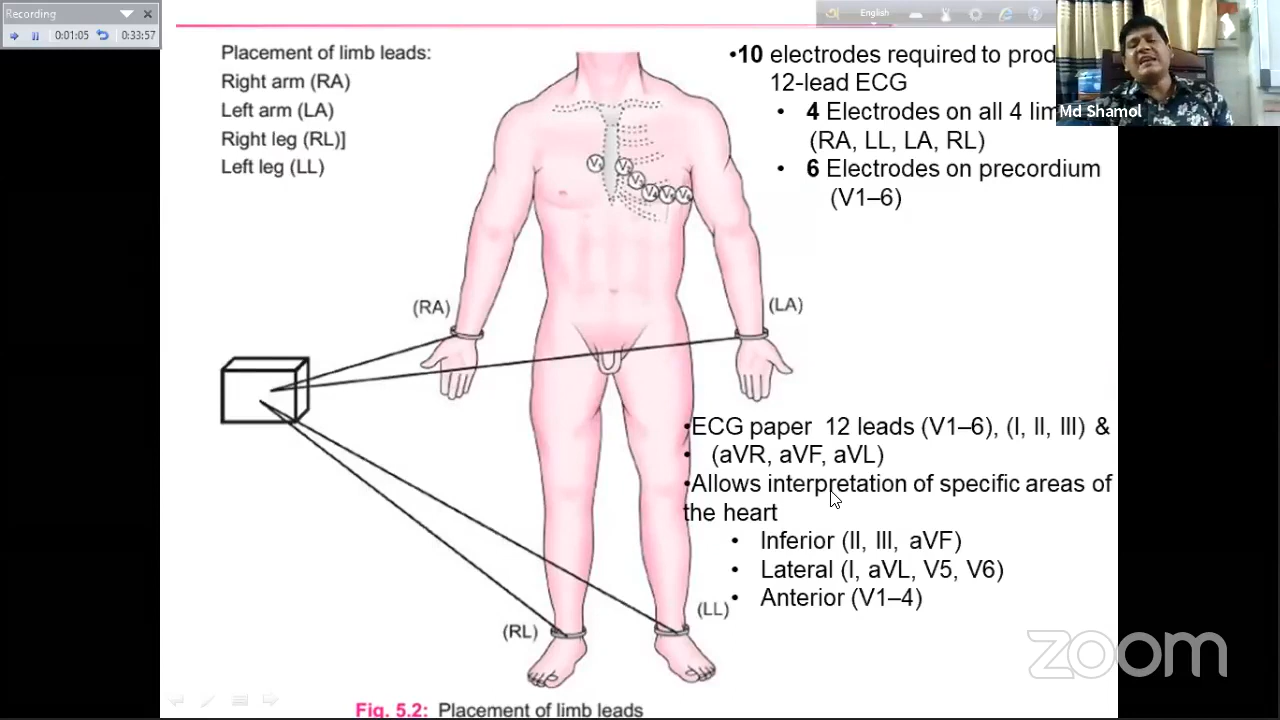 Recording
0:01:05
0:33:57
English
Md Shamol
Placement of limb leads:
Right arm (RA)
Left arm (LA)
Right leg (RL)]
Left leg (LL)
•10 electrodes required to prod
12-lead ECG
• 4 Electrodes on all 4 lim
(RA, LL, LA, RL)
• 6 Electrodes on precordium
(V1–6)
(RA)
(LA)
•ECG paper 12 leads (V1–6), (I, II, III) &
• (aVR, aVF, aVL)
•Allows interpretation of specific areas of
the heart
• Inferior (II, III, aVF)
• Lateral (I, aVL, V5, V6)
• Anterior (V1–4)
(RL)
(LL)
zoom
Fig. 5.2: Placement of limb leads